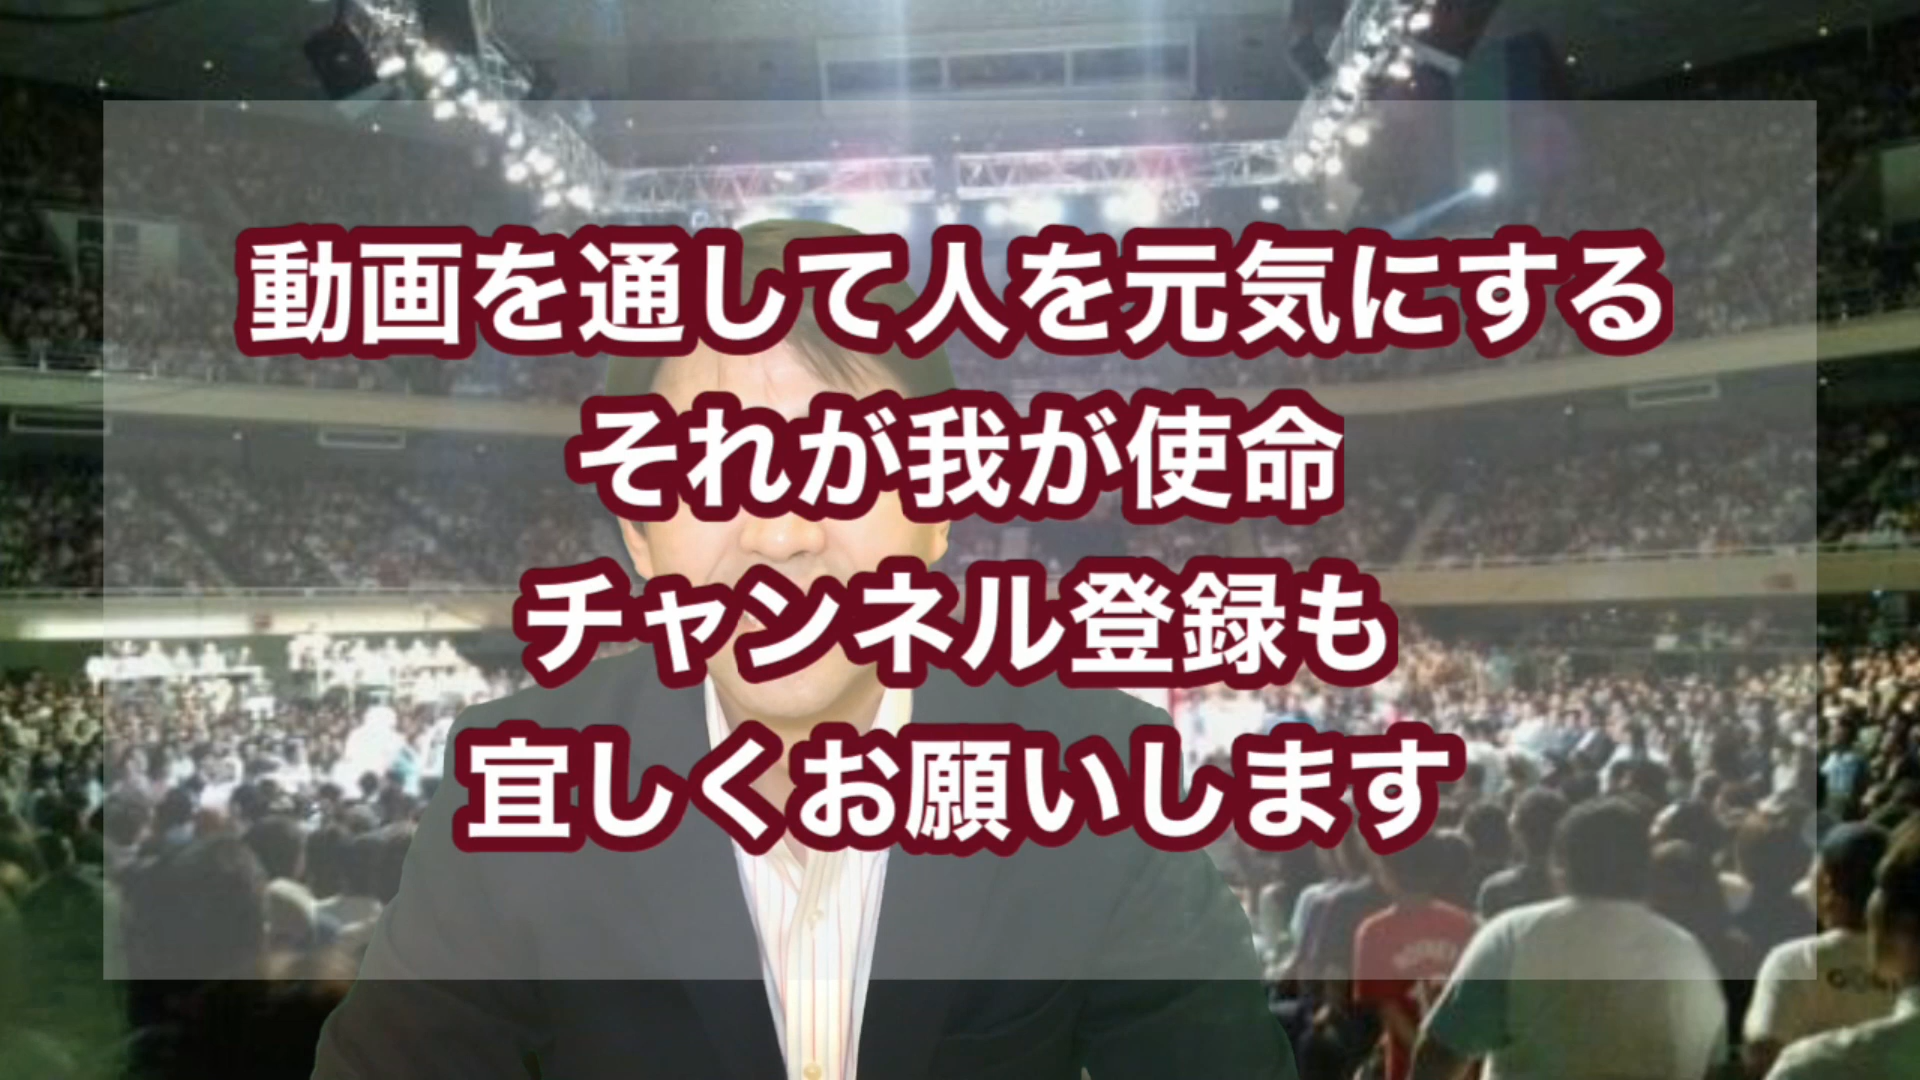 動画を通して人を元気にする
それが我が使命
チャンネル登録も
宜しくお願いします